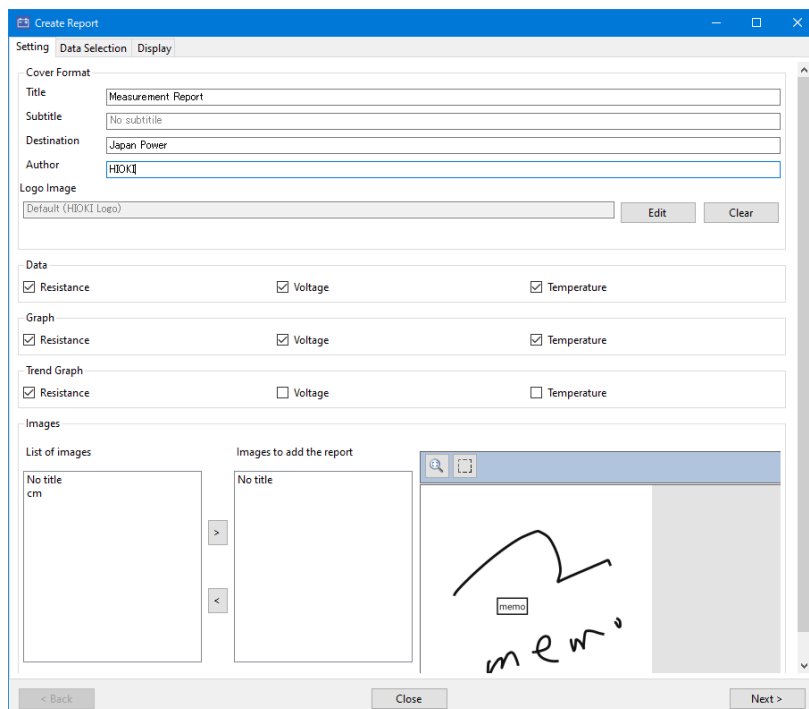 Create Report
Setting Data Selection Display
Cover Format
Title Measurement Report
Subtitle No subtitile
Destination Japan Power
Author HIOKI
Logo Image
Default (HIOKI Logo) Edit Clear
Data
Resistance Voltage Temperature
Graph
Resistance Voltage Temperature
Trend Graph
Resistance Voltage Temperature
Images
List of images Images to add the report
No title No title
cm
>
<
memo
memo
< Back Close Next >